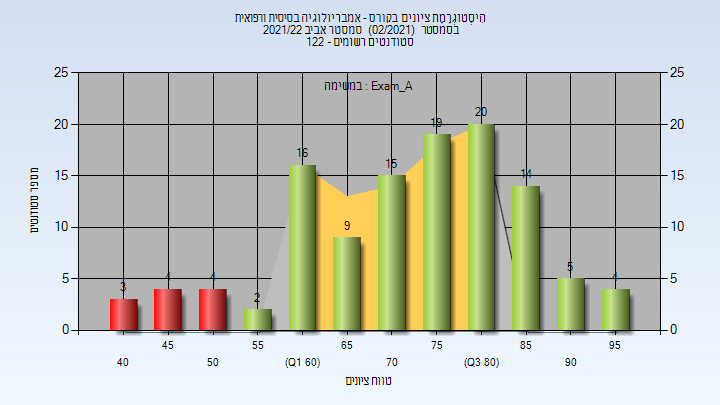 היסטוגרמת ציונים בקורס - אמבריולוגיה בסיסית ורפואית
בסמסטר (02/2021) סמסטר אביב 2021/22
סטודנטים רשומים - 122
במשימה : Exam_A
מספר סטודנטים
25 25
20 20
15 15
10 10
5 5
0 0
3 4 4 2 16 9 15 19 20 14 5 4
45 55 65 75 85 95
40 50 (Q1 60) 70 (Q3 80) 90
טווח ציונים